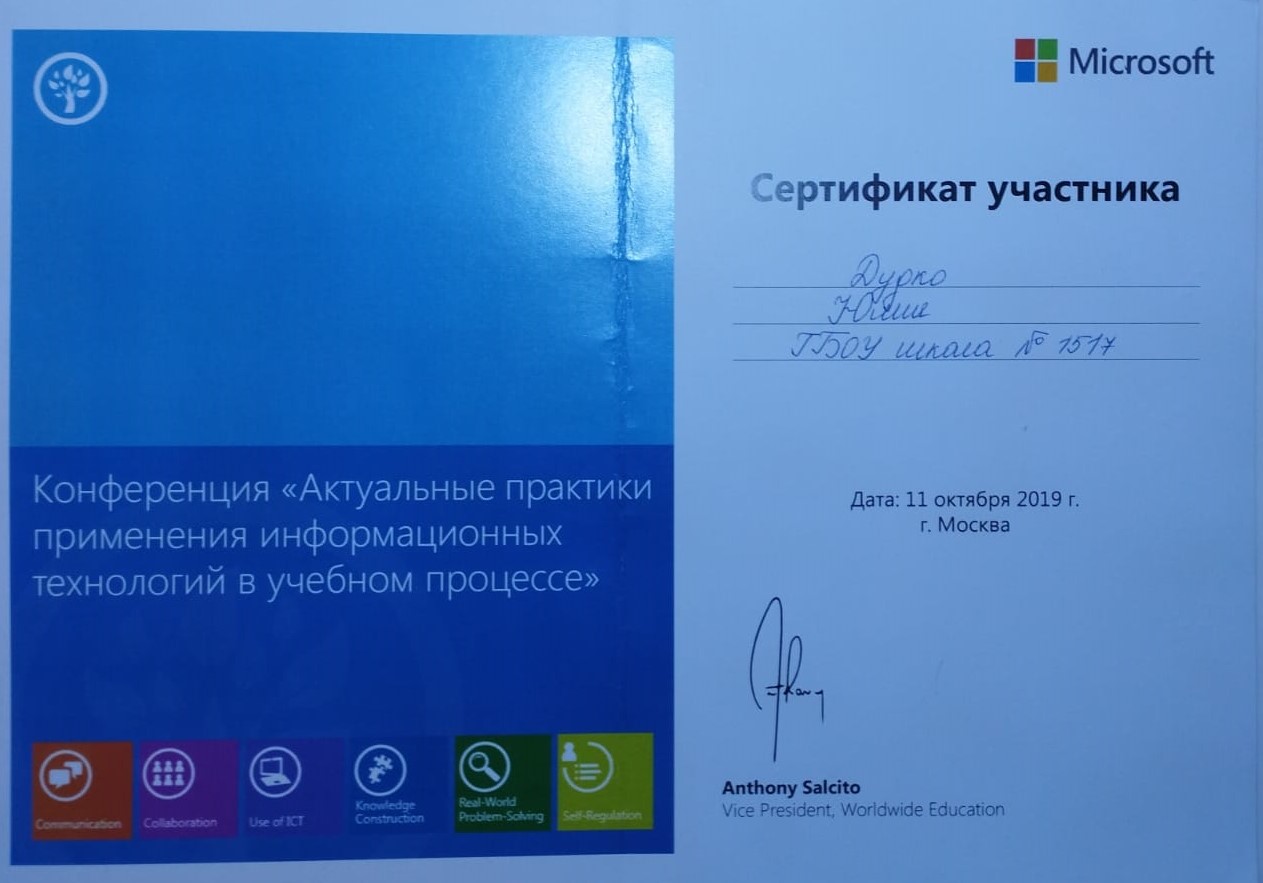 Microsoft
Сертификат участника
Дудко
Юлие
ГБОУ школа № 1517
Конференция «Актуальные практики
применения информационных
технологий в учебном процессе»
Дата: 11 октября 2019 г.
г. Москва
Anthony Salcito
Vice President, Worldwide Education
Communication
Collaboration
Use of ICT
Knowledge
Construction
Real-World
Problem-Solving
Self-Regulation